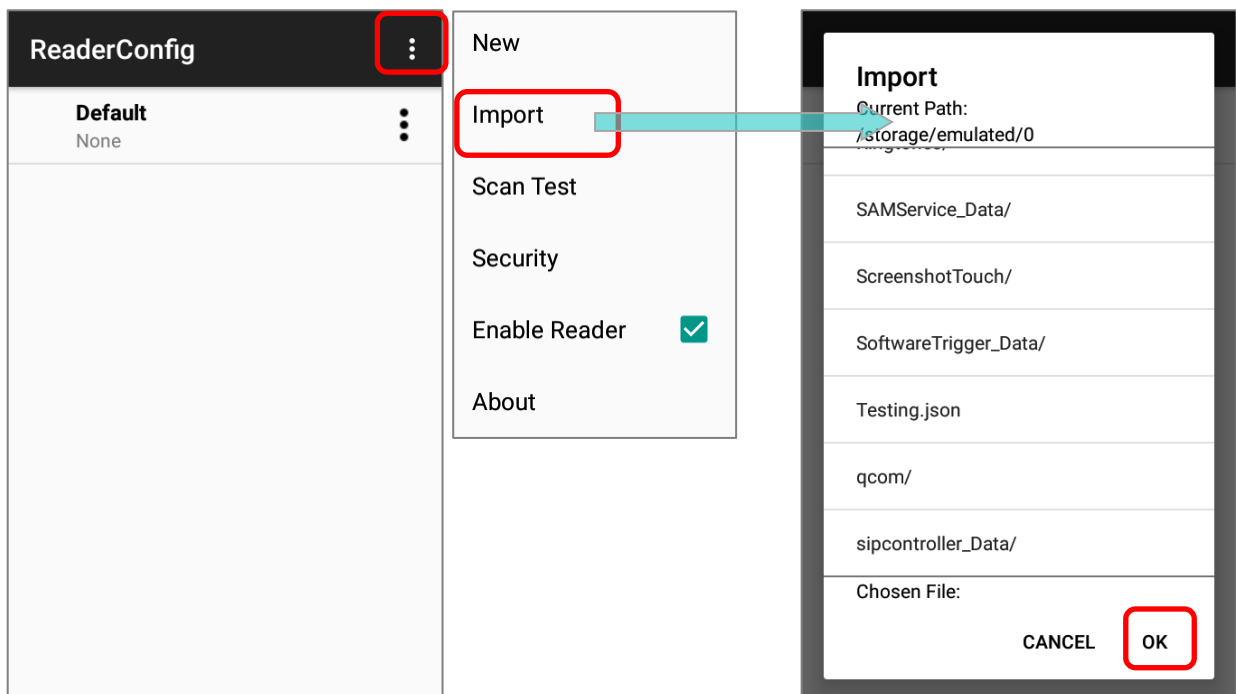 ReaderConfig
Default
None
New
Import
Scan Test
Security
Enable Reader
About
Import
Current Path:
/storage/emulated/0
SAMService_Data/
ScreenshotTouch/
SoftwareTrigger_Data/
Testing.json
qcom/
sipcontroller_Data/
Chosen File:
CANCEL OK